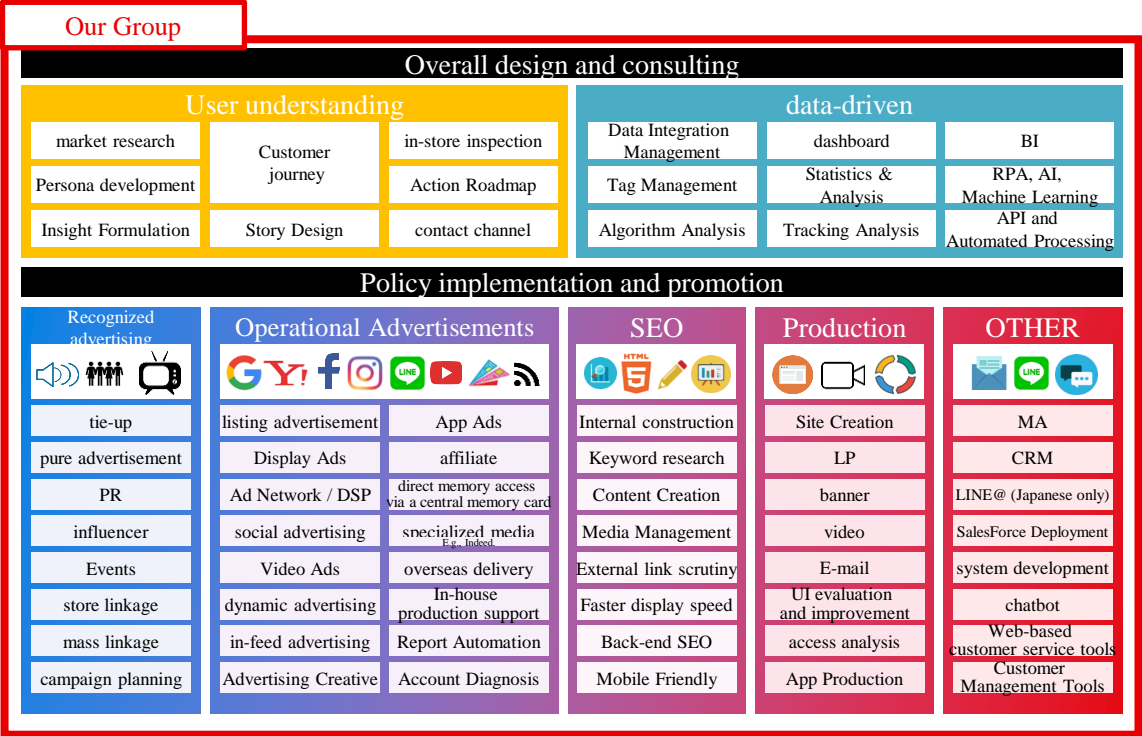 Our Group
Overall design and consulting
User understanding
market research
Customer
journey
in-store inspection
Persona development
Action Roadmap
Insight Formulation
Story Design
contact channel
data-driven
Data Integration
Management
dashboard
BI
Tag Management
Statistics &
Analysis
RPA, AI,
Machine Learning
Algorithm Analysis
Tracking Analysis
API and
Automated Processing
Policy implementation and promotion
Recognized
advertising
tie-up
pure advertisement
PR
influencer
Events
store linkage
mass linkage
campaign planning
Operational Advertisements
LINE
listing advertisement
App Ads
Display Ads
affiliate
Ad Network / DSP
direct memory access
via a central memory card
social advertising
specialized media
E.g., Indeed.
Video Ads
overseas delivery
dynamic advertising
In-house
production support
in-feed advertising
Report Automation
Advertising Creative
Account Diagnosis
SEO
HTML
5
Internal construction
Keyword research
Content Creation
Media Management
External link scrutiny
Faster display speed
Back-end SEO
Mobile Friendly
Production
Site Creation
LP
banner
video
E-mail
UI evaluation
and improvement
access analysis
App Production
OTHER
LINE
MA
CRM
LINE@ (Japanese only)
SalesForce Deployment
system development
chatbot
Web-based
customer service tools
Customer
Management Tools